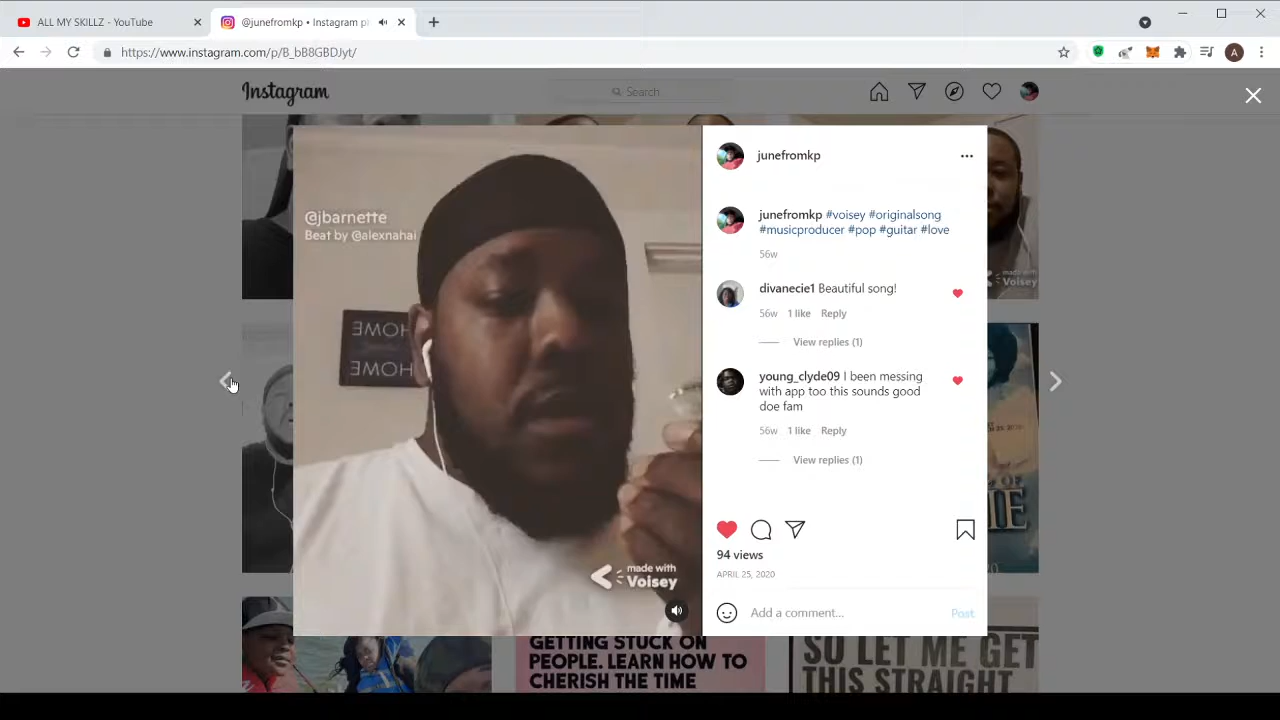 ALL MY SKILLZ - YouTube
@junefromkp • Instagram ph
https://www.instagram.com/p/B_bB8GBDJyt/
A
Instagram
Search
@jbarnette
Beat by @alexnahai
HOME
HOME
made with
Voisey
junefromkp
junefromkp #voisey #originalsong
#musicproducer #pop #guitar #love
56w
divanecie1 Beautiful song!
56w 1 like Reply
View replies (1)
young_clyde09 I been messing
with app too this sounds good
doe fam
56w 1 like Reply
View replies (1)
94 views
APRIL 25, 2020
Add a comment...
Post
made with
Voisey
OF
GETTING STUCK ON
PEOPLE. LEARN HOW TO
CHERISH THE TIME
SO LET ME GET
THIS STRAIGHT